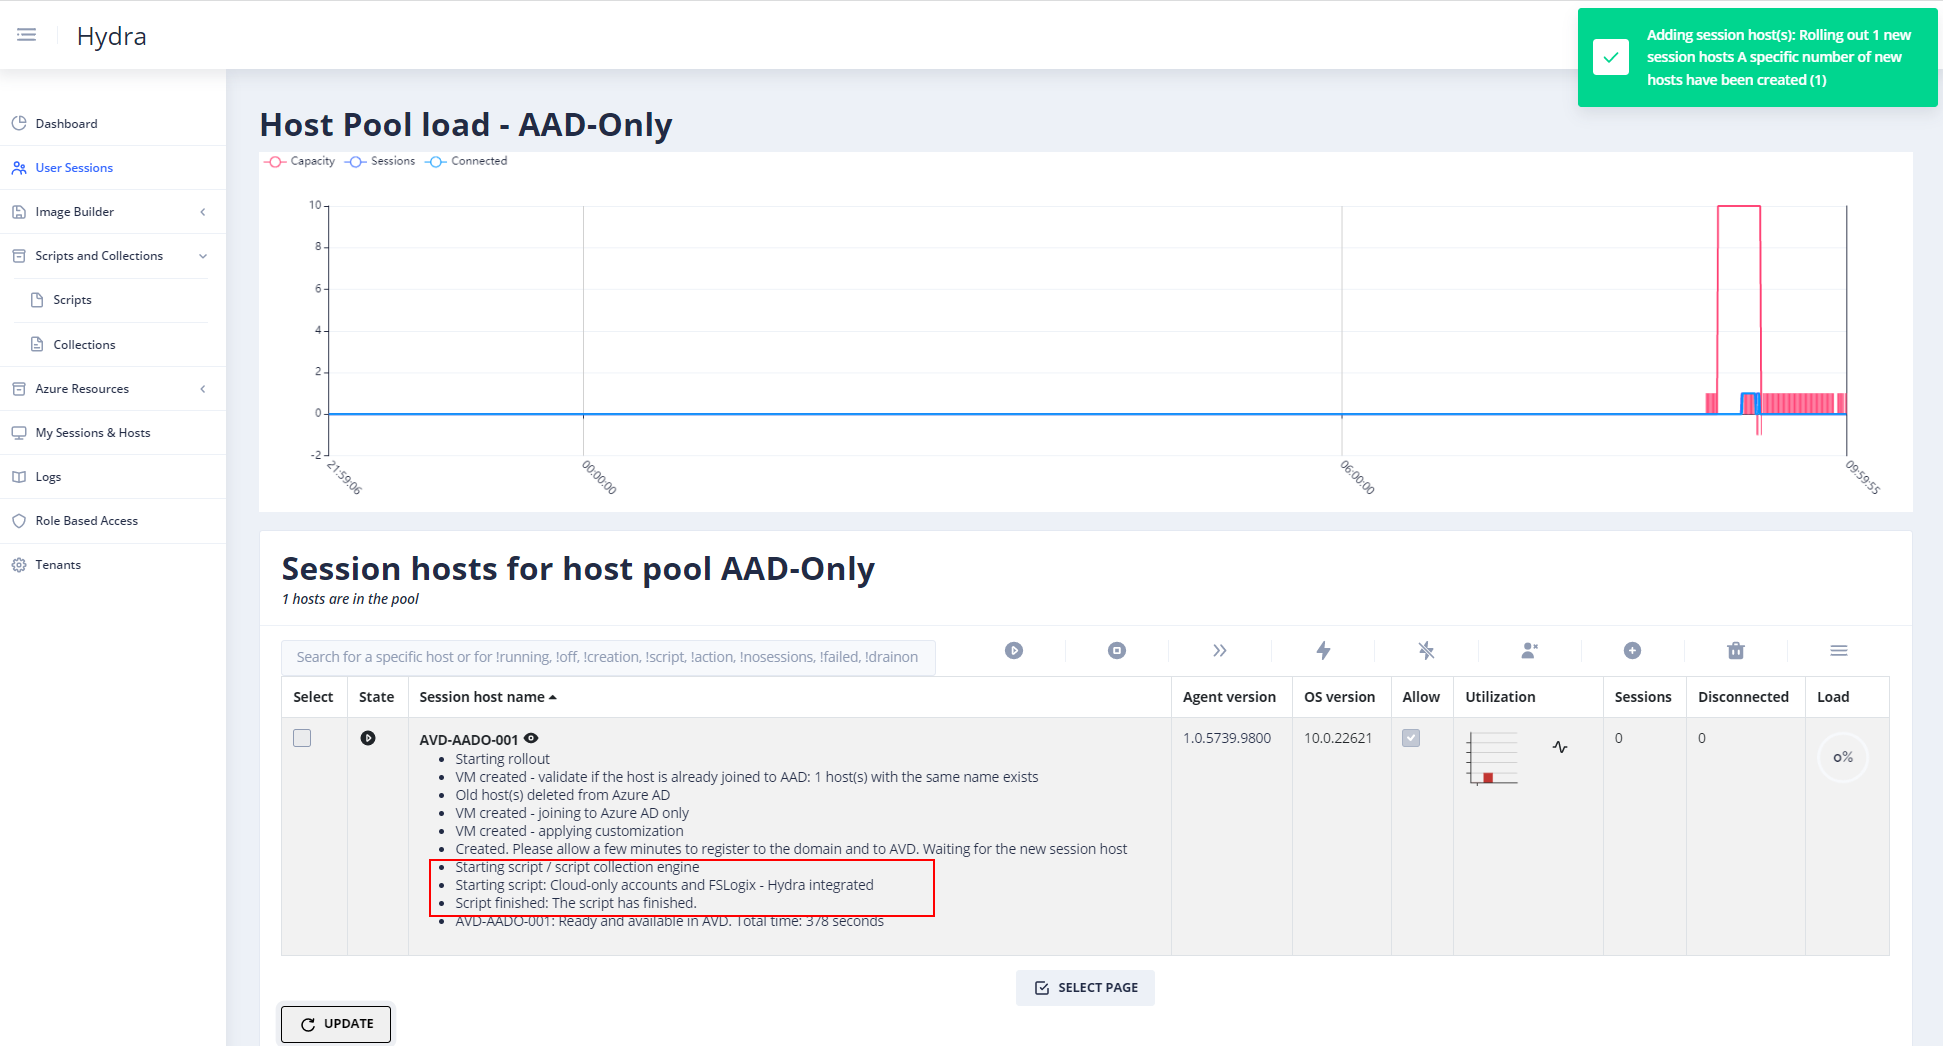 Hydra
Adding session host(s): Rolling out 1 new
session hosts A specific number of new
hosts have been created (1)
Dashboard
User Sessions
Image Builder
Scripts and Collections
Scripts
Collections
Azure Resources
My Sessions & Hosts
Logs
Role Based Access
Tenants
Host Pool load - AAD-Only
Capacity Sessions Connected
10
8
6
4
2
0
-2
21:59:06 00:00:00 06:00:00 09:59:55
Session hosts for host pool AAD-Only
1 hosts are in the pool
Search for a specific host or for !running, !off, !creation, !script, !action, !nosessions, !failed, !drainon
Select State Session host name Agent version OS version Allow Utilization Sessions Disconnected Load
AVD-AADO-001 1.0.5739.9800 10.0.22621 0 0 0%
Starting rollout
VM created - validate if the host is already joined to AAD: 1 host(s) with the same name exists
Old host(s) deleted from Azure AD
VM created - joining to Azure AD only
VM created - applying customization
Created. Please allow a few minutes to register to the domain and to AVD. Waiting for the new session host
Starting script / script collection engine
Starting script: Cloud-only accounts and FSLogix - Hydra integrated
Script finished: The script has finished.
AVD-AADO-001: Ready and available in AVD. Total time: 378 seconds
SELECT PAGE
UPDATE